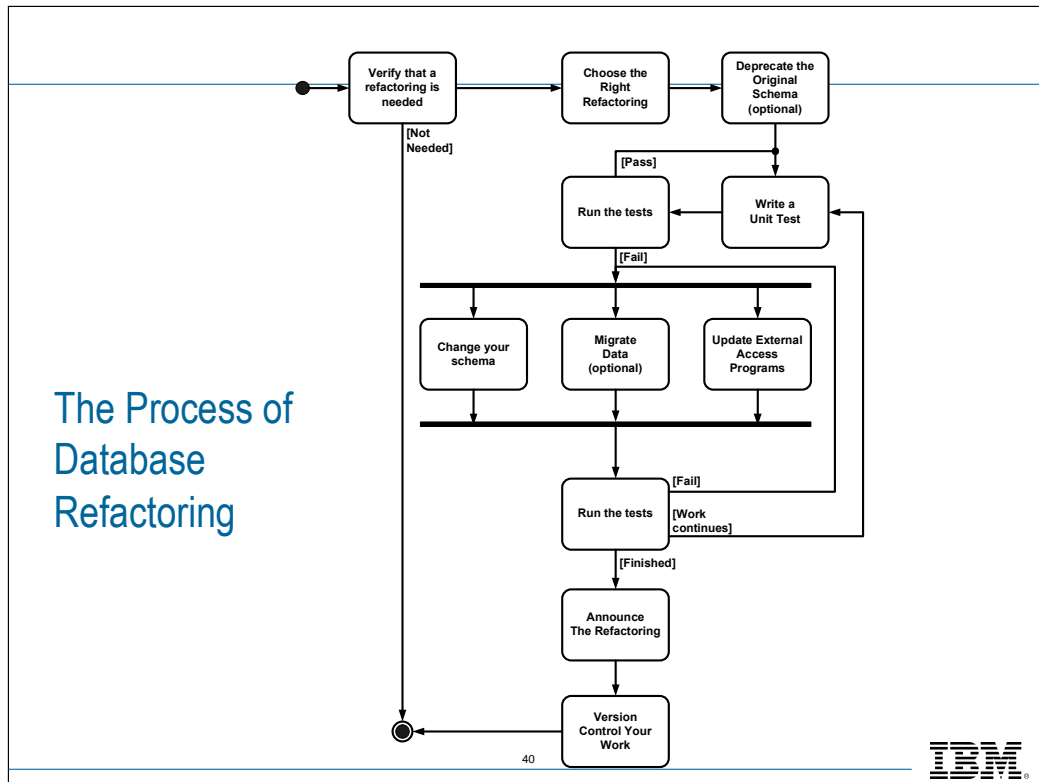 Verify that a
refactoring is
needed
Choose the
Right
Refactoring
Deprecate the
Original
Schema
(optional)
[Not
Needed]
[Pass]
Run the tests
Write a
Unit Test
[Fail]
Change your
schema
Migrate
Data
(optional)
Update External
Access
Programs
The Process of
Database
Refactoring
Run the tests
[Fail]
[Work
continues]
[Finished]
Announce
The Refactoring
Version
Control Your
Work
40
IBM®